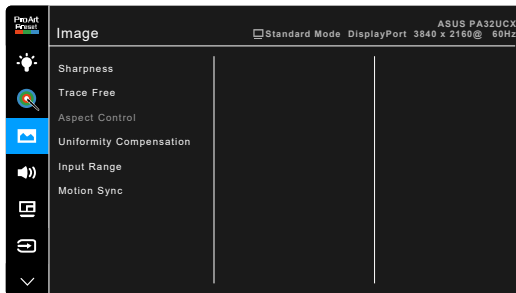 ProArt
Preset
Image
ASUS PA32UCX
Standard Mode DisplayPort 3840 x 2160@ 60Hz
Sharpness
Trace Free
Aspect Control
Uniformity Compensation
Input Range
Motion Sync